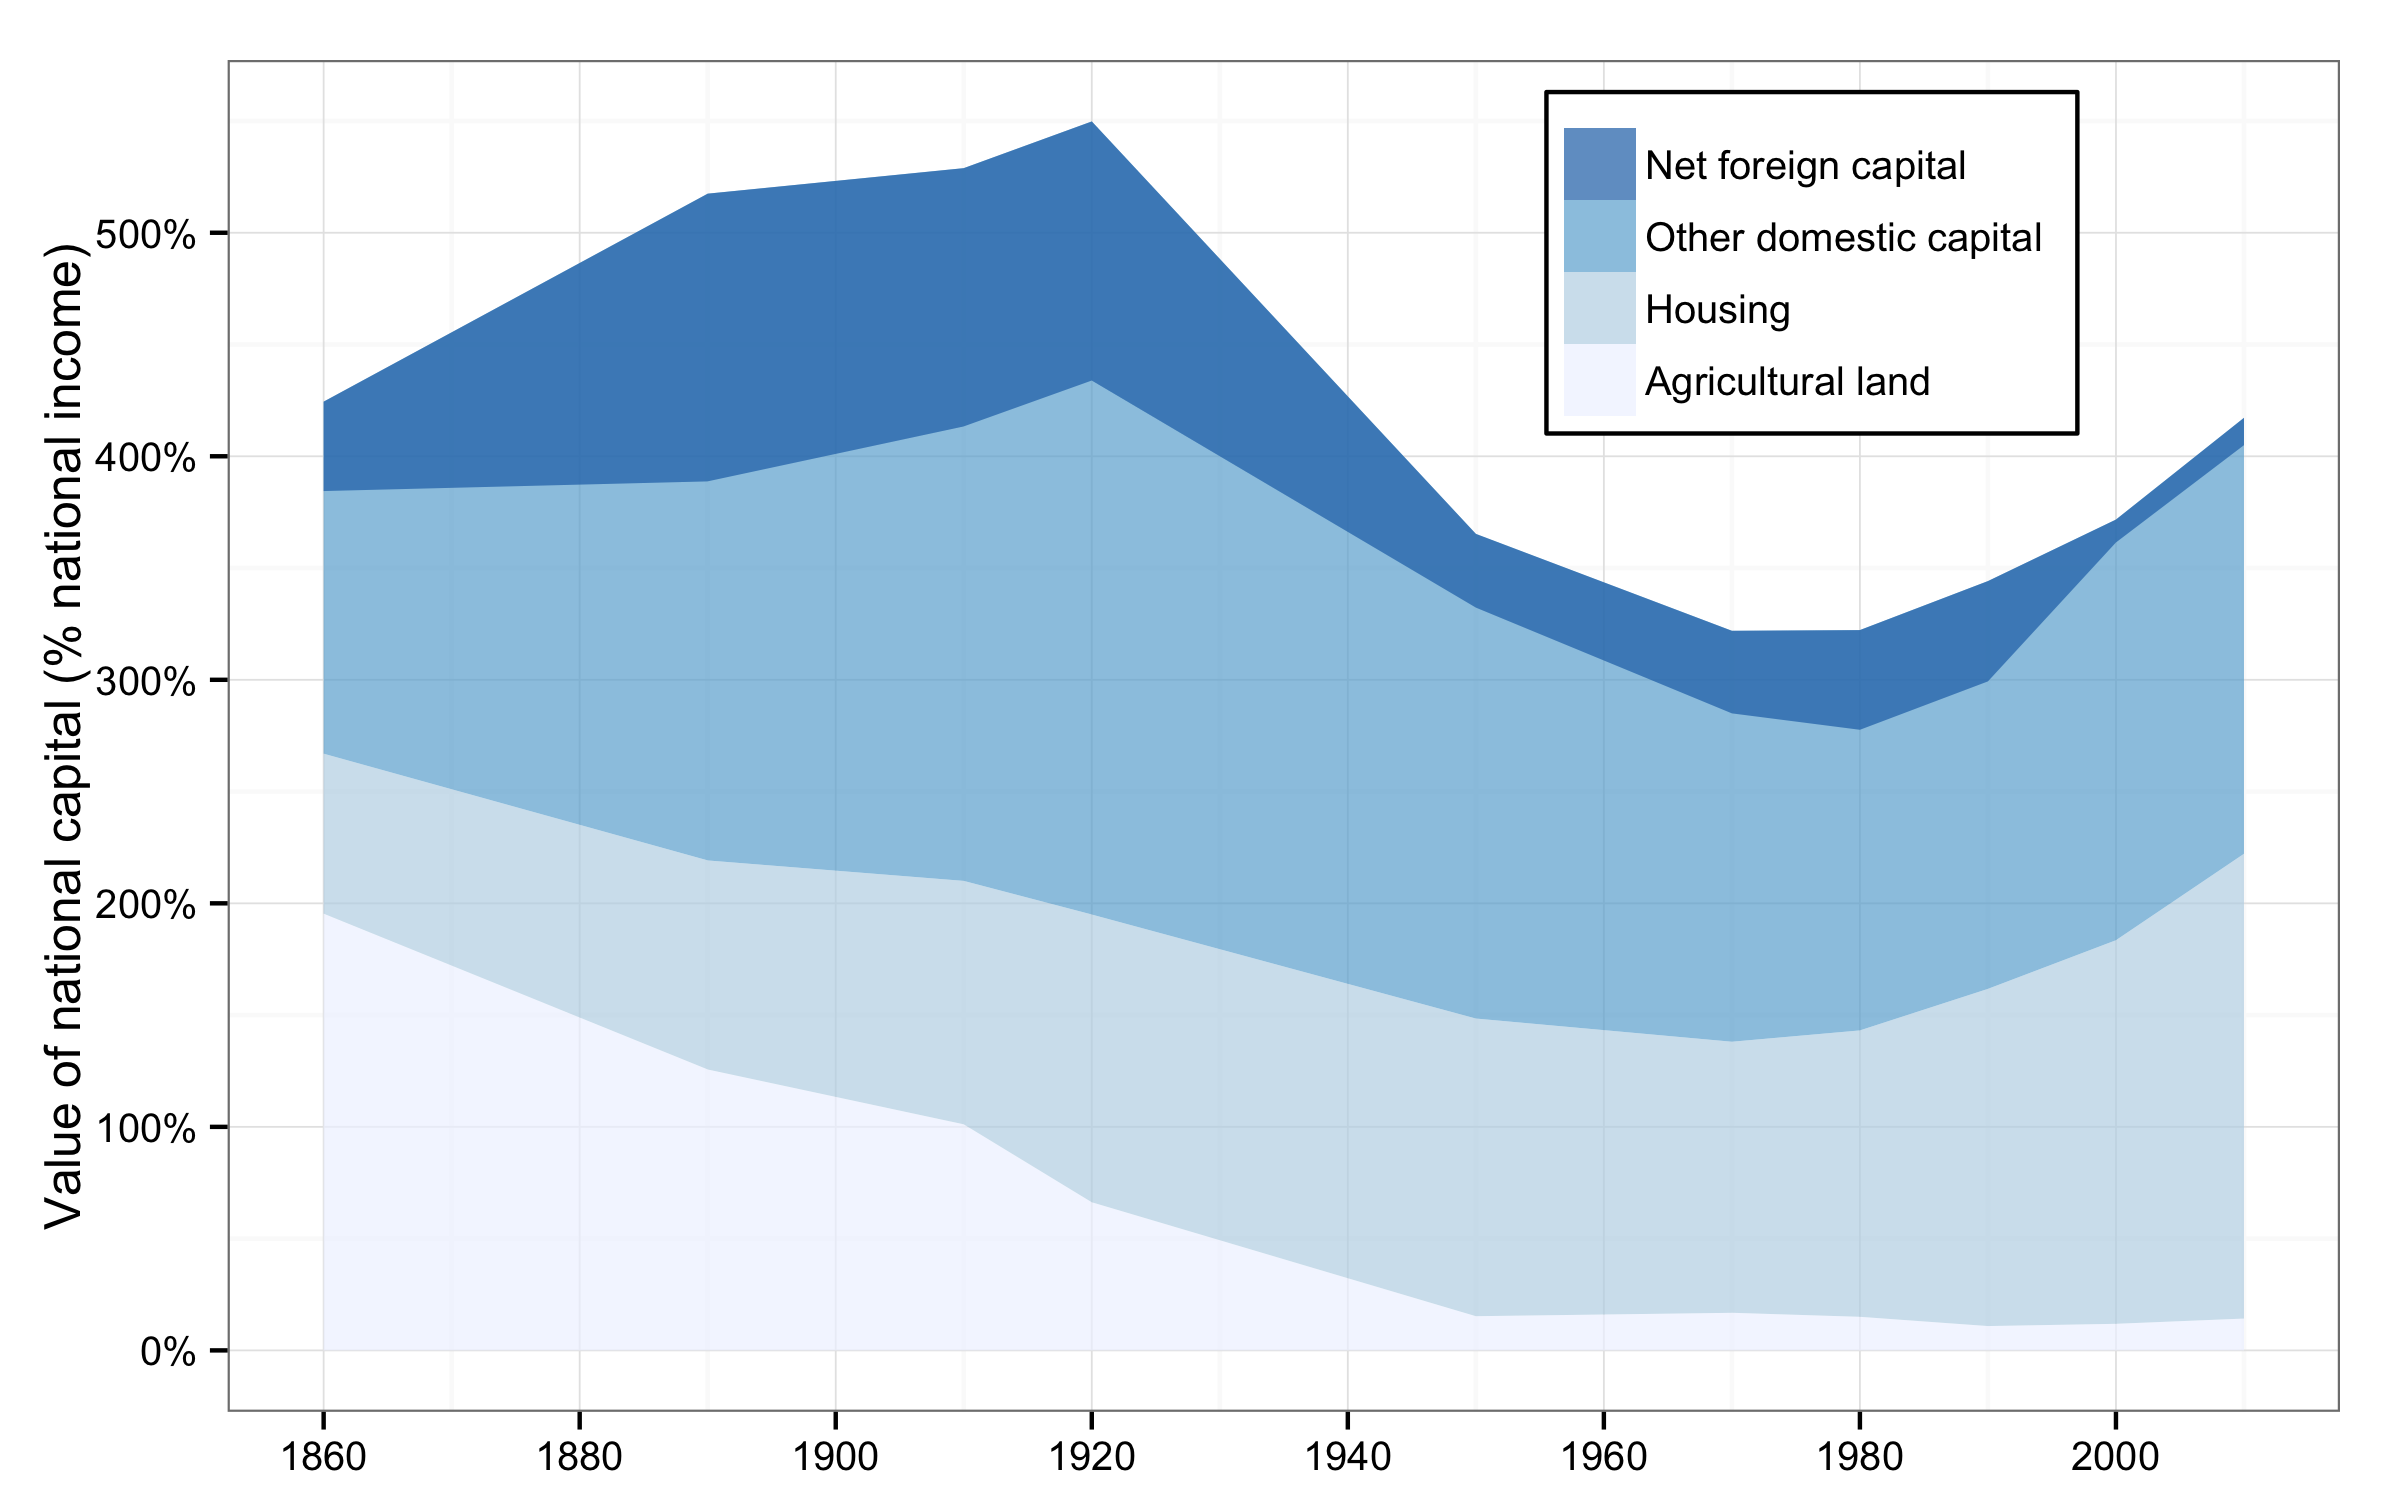 Value of national capital (% national income)
500%
400%
300%
200%
100%
0%
Net foreign capital
Other domestic capital
Housing
Agricultural land
1860 1880 1900 1920 1940 1960 1980 2000